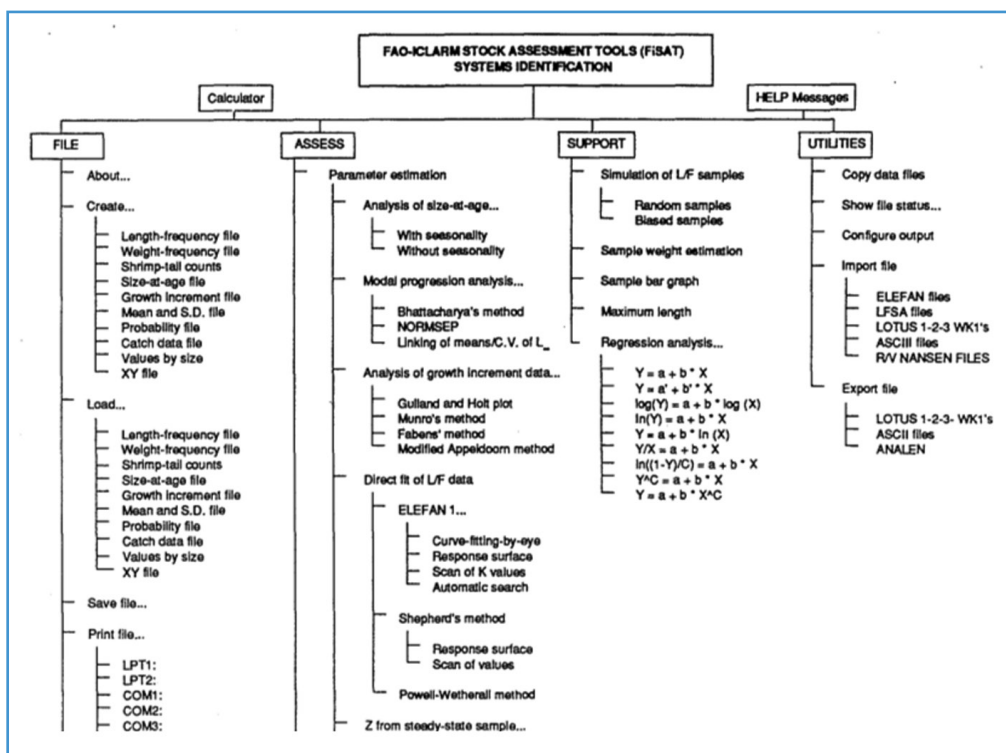 FAO-ICLARM STOCK ASSESSMENT TOOLS (FiSAT)
SYSTEMS IDENTIFICATION
Calculator
HELP Messages
FILE
About...
Create...
Length-frequency file
Weight-frequency file
Shrimp-tail counts
Size-at-age file
Growth increment file
Mean and S.D. file
Probability file
Catch data file
Values by size
XY file
Load...
Length-frequency file
Weight-frequency file
Shrimp-tail counts
Size-at-age file
Growth increment file
Mean and S.D. file
Probability file
Catch data file
Values by size
XY file
Save file...
Print file...
LPT1:
LPT2:
COM1:
COM2:
COM3:
ASSESS
Parameter estimation
Analysis of size-at-age...
With seasonality
Without seasonality
Modal progression analysis...
Bhattacharya's method
NORMSEP
Linking of means/C.V. of L∞
Analysis of growth increment data...
Gulland and Holt plot
Munro's method
Fabens' method
Modified Appeldoorn method
Direct fit of L/F data
ELEFAN 1...
Curve-fitting-by-eye
Response surface
Scan of K values
Automatic search
Shepherd's method
Response surface
Scan of values
Powell-Wetherall method
Z from steady-state sample...
SUPPORT
Simulation of L/F samples
Random samples
Biased samples
Sample weight estimation
Sample bar graph
Maximum length
Regression analysis...
Y = a + b * X
Y = a' + b' * X
log(Y) = a + b * log (X)
ln(Y) = a + b * X
Y = a + b * ln (X)
Y/X = a + b * X
ln((1-Y)/C) = a + b * X
Y^C = a + b * X
Y = a + b * X^C
UTILITIES
Copy data files
Show file status...
Configure output
Import file
ELEFAN files
LFSA files
LOTUS 1-2-3 WK1's
ASCIII files
R/V NANSEN FILES
Export file
LOTUS 1-2-3- WK1's
ASCII files
ANALEN